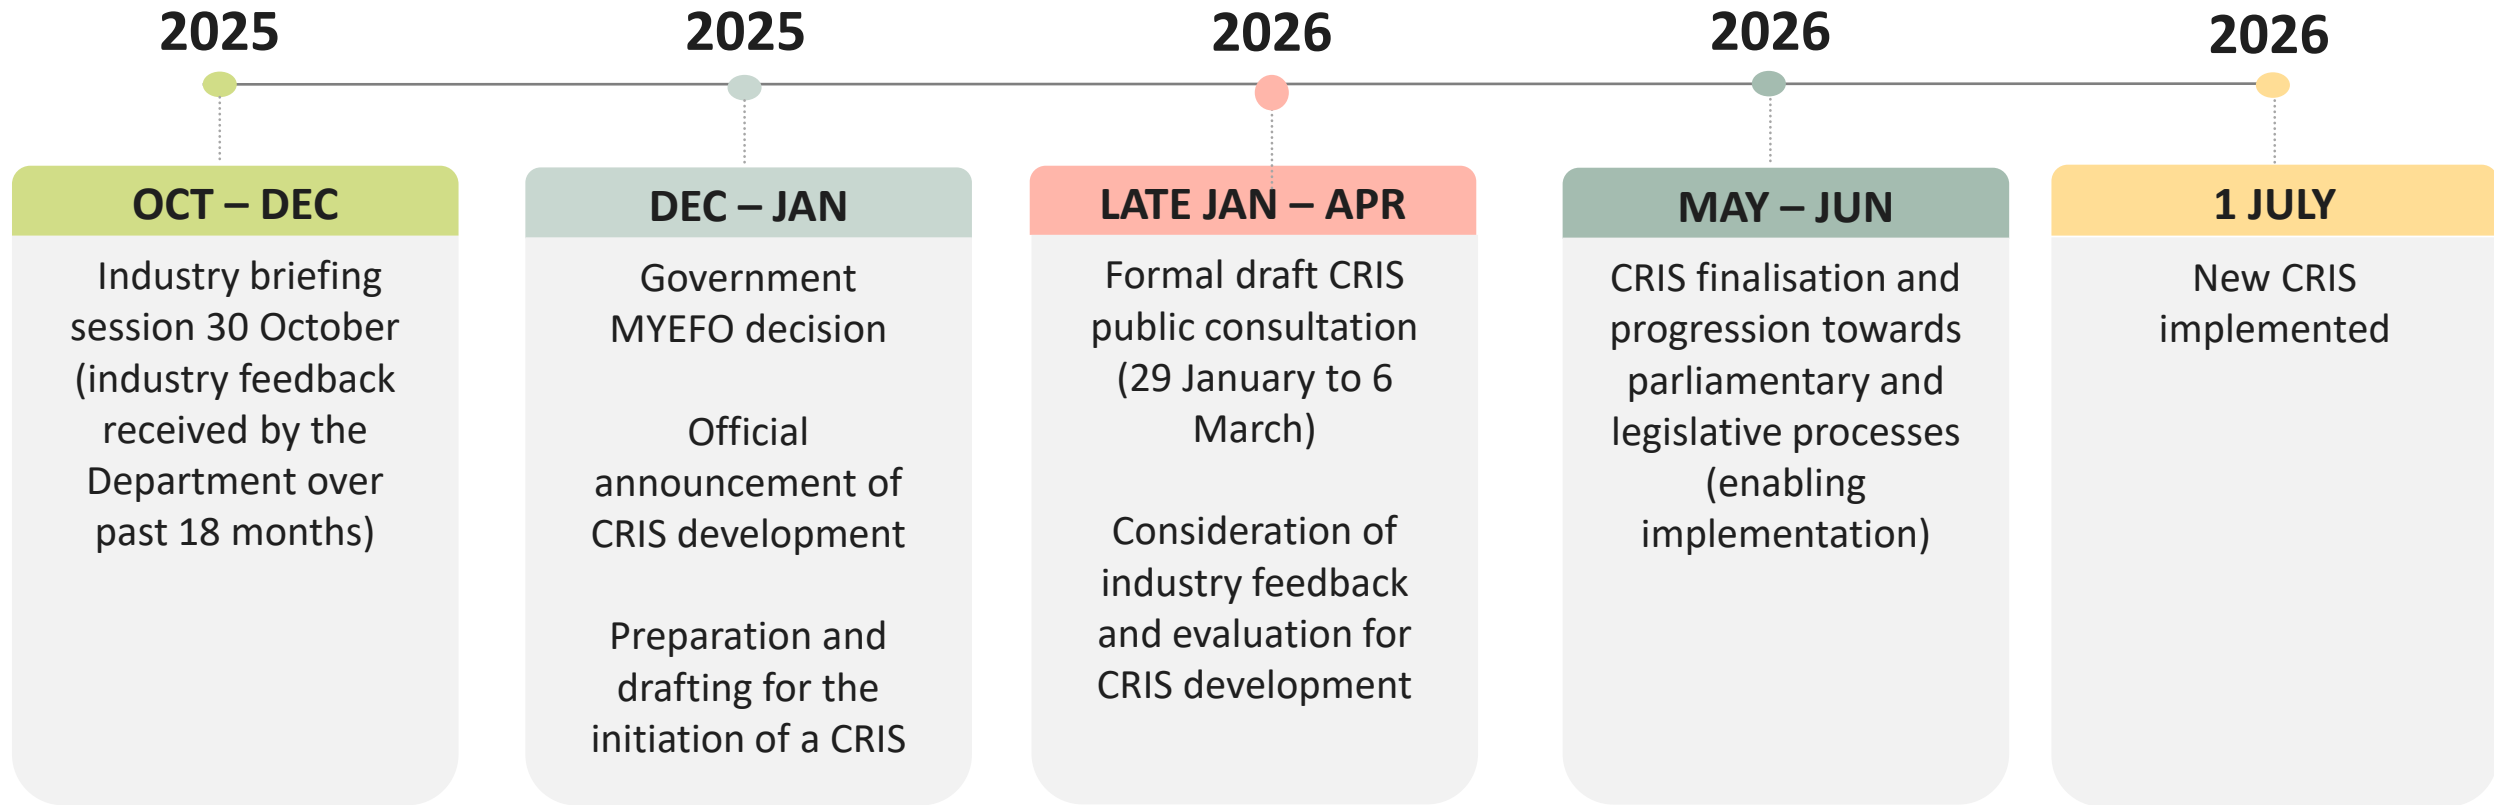 2025
OCT – DEC
Industry briefing
session 30 October
(industry feedback
received by the
Department over
past 18 months)
2025
DEC – JAN
Government
MYEFO decision
Official
announcement of
CRIS development
Preparation and
drafting for the
initiation of a CRIS
2026
LATE JAN – APR
Formal draft CRIS
public consultation
(29 January to 6
March)
Consideration of
industry feedback
and evaluation for
CRIS development
2026
MAY – JUN
CRIS finalisation and
progression towards
parliamentary and
legislative processes
(enabling
implementation)
2026
1 JULY
New CRIS
implemented